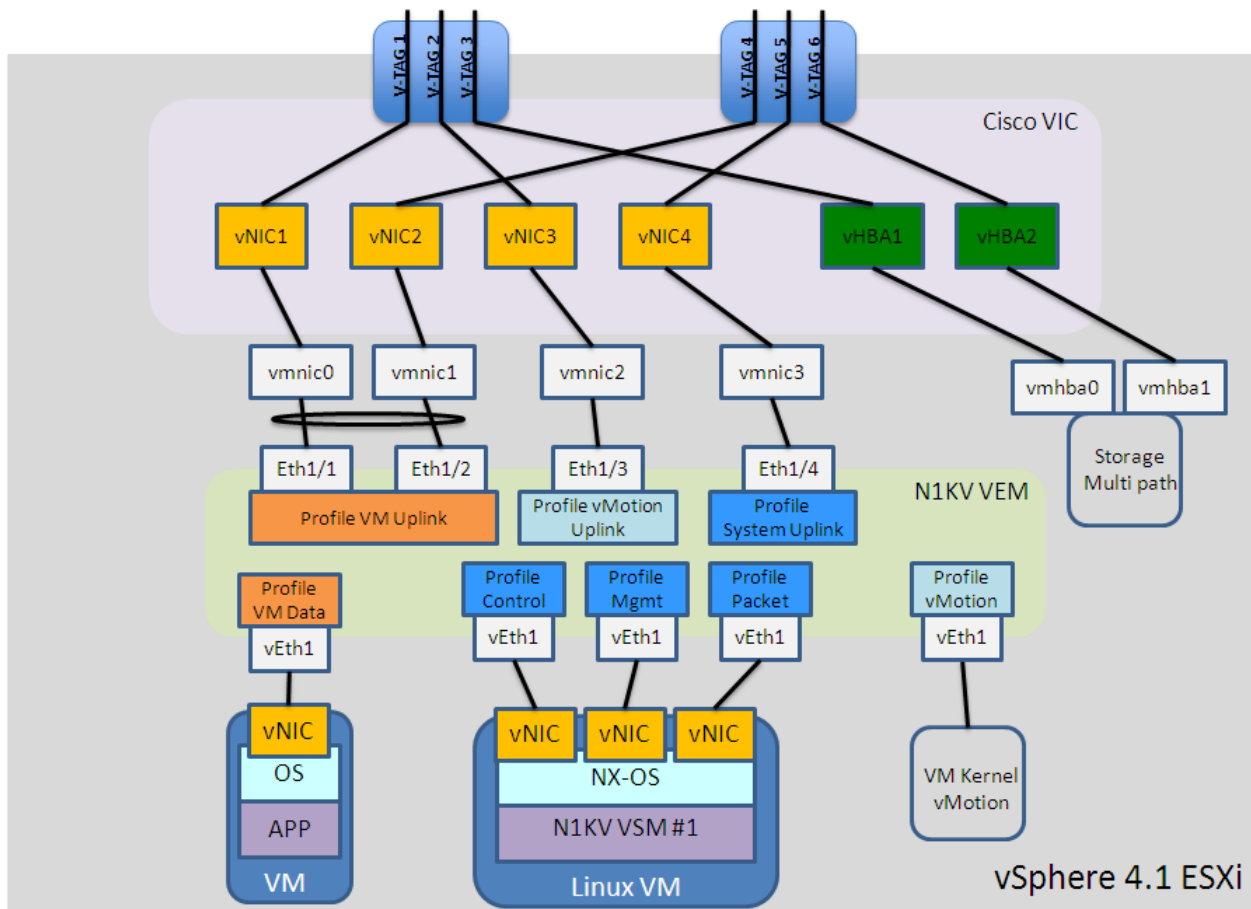 V-TAG 1
V-TAG 2
V-TAG 3
V-TAG 4
V-TAG 5
V-TAG 6
Cisco VIC
vNIC1
vNIC2
vNIC3
vNIC4
vHBA1
vHBA2
vmnic0
vmnic1
vmnic2
vmnic3
vmhba0
vmhba1
Storage
Multi path
Eth1/1
Eth1/2
Eth1/3
Eth1/4
N1KV VEM
Profile VM Uplink
Profile vMotion
Uplink
Profile
System Uplink
Profile
VM Data
Profile
Control
Profile
Mgmt
Profile
Packet
Profile
vMotion
vEth1
vEth1
vEth1
vEth1
vEth1
vNIC
OS
APP
VM
vNIC
vNIC
vNIC
NX-OS
N1KV VSM #1
Linux VM
VM Kernel
vMotion
vSphere 4.1 ESXi